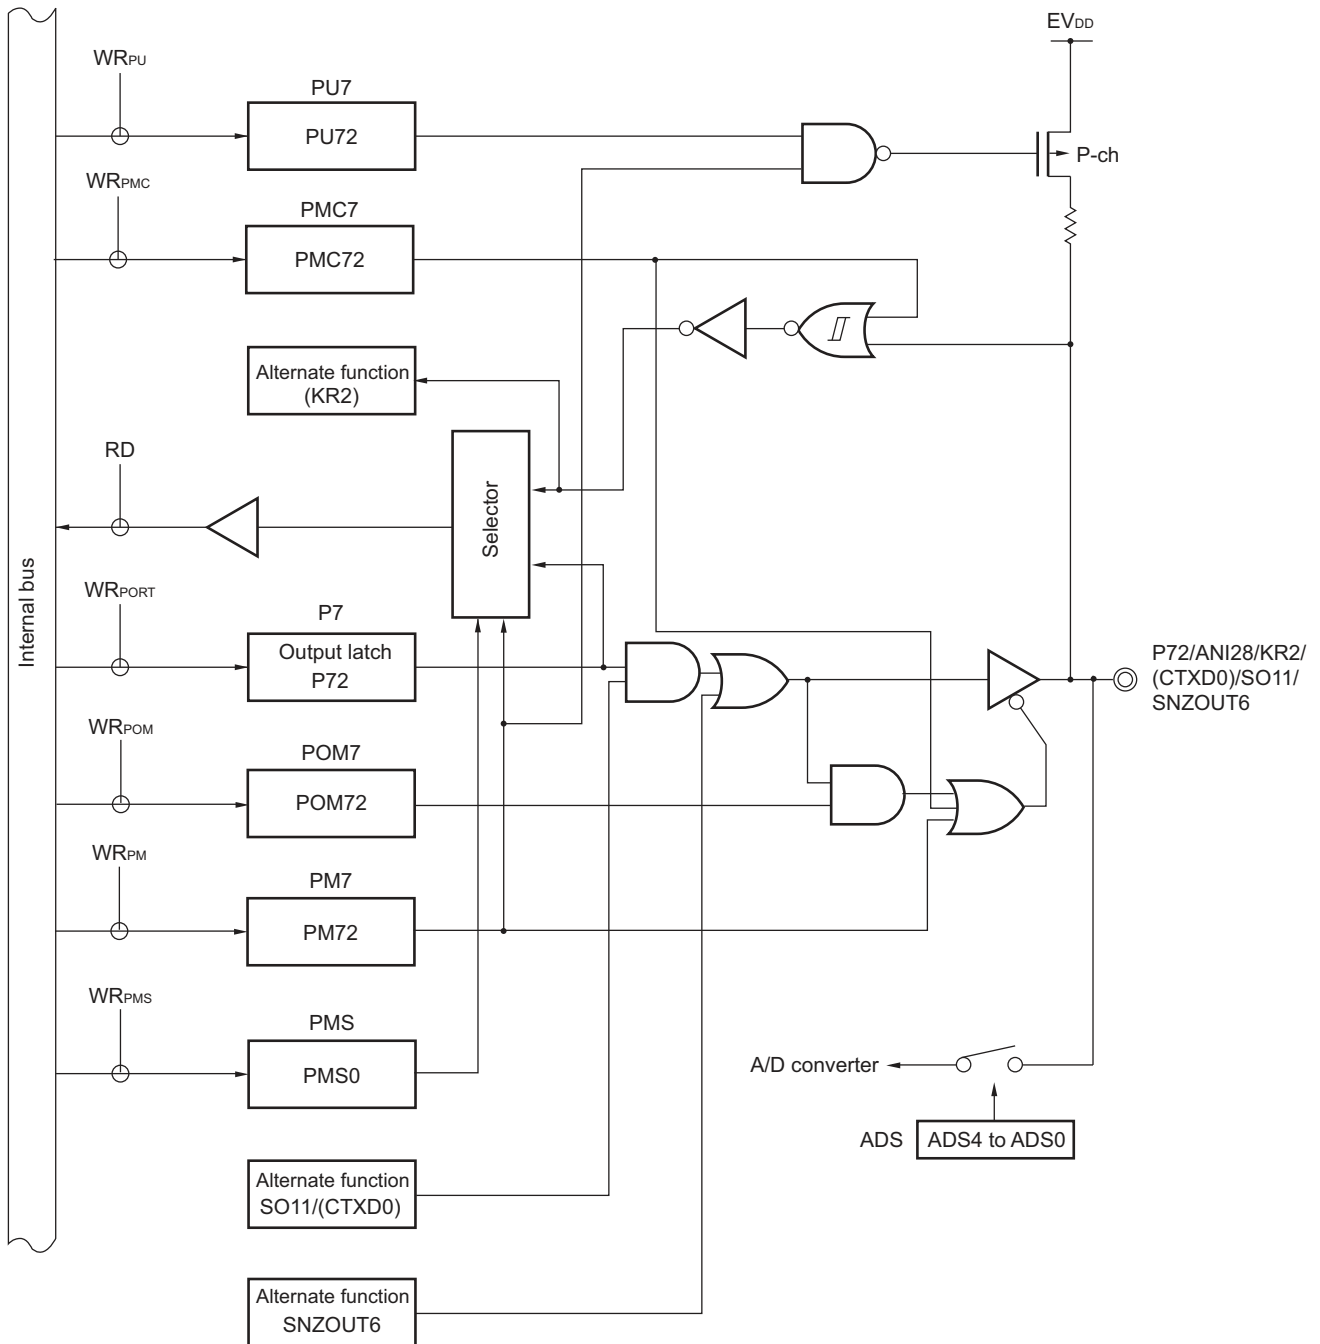 EVDD
WRPU
PU7
PU72
P-ch
WRPMC
PMC7
PMC72
Alternate function
(KR2)
RD
Selector
Internal bus
WRPORT
P7
Output latch
P72
P72/ANI28/KR2/
(CTXD0)/SO11/
SNZOUT6
WRPOM
POM7
POM72
WRPM
PM7
PM72
WRPMS
PMS
PMS0
A/D converter
ADS
ADS4 to ADS0
Alternate function
SO11/(CTXD0)
Alternate function
SNZOUT6